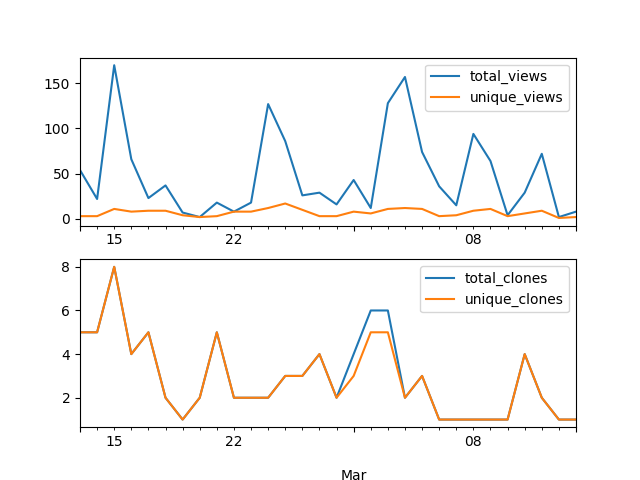 150
100
50
0
total_views
unique_views
15 22 08
8
6
4
2
total_clones
unique_clones
15 22 08
Mar